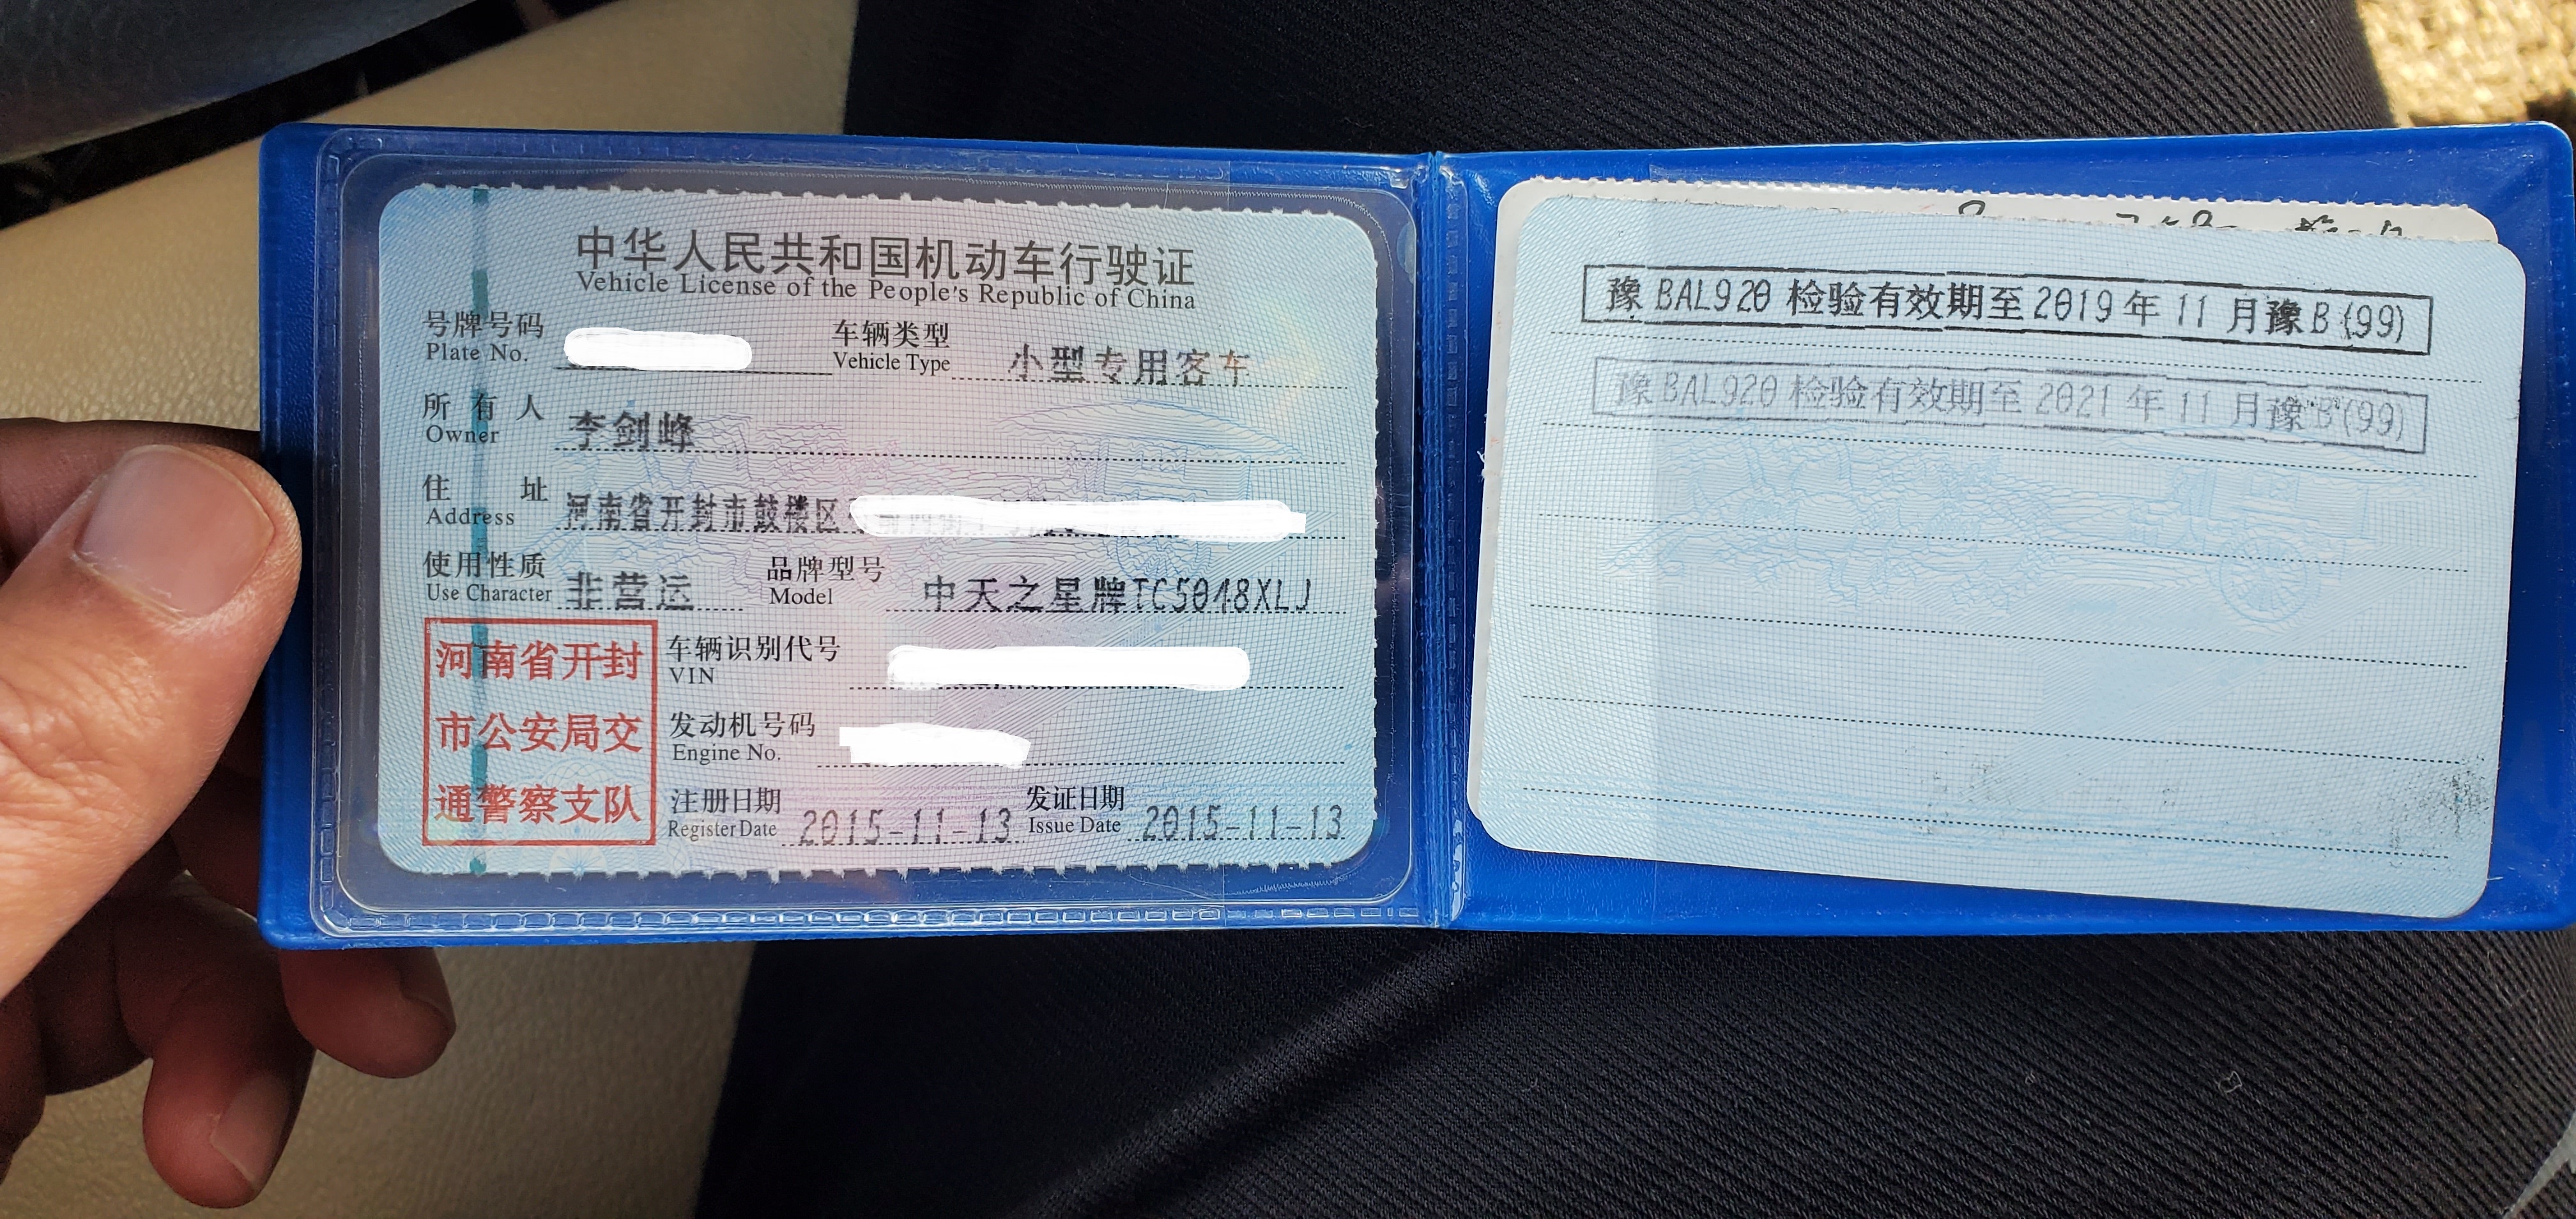 中华人民共和国机动车行驶证
Vehicle License of the People's Republic of China
号牌号码
Plate No.
车辆类型 小型专用客车
Vehicle Type
所有人 李剑峰
Owner
住址 河南省开封市鼓楼区
Address
使用性质 非营运
Use Character
品牌型号 中天之星牌TC5048XLJ
Model
河南省开封
市公安局交
通警察支队
车辆识别代号
VIN
发动机号码
Engine No.
注册日期 2015-11-13
Register Date
发证日期 2015-11-13
Issue Date
豫BAL920 检验有效期至2019年11月豫B(99)
豫BAL920 检验有效期至2021年11月豫B(99)